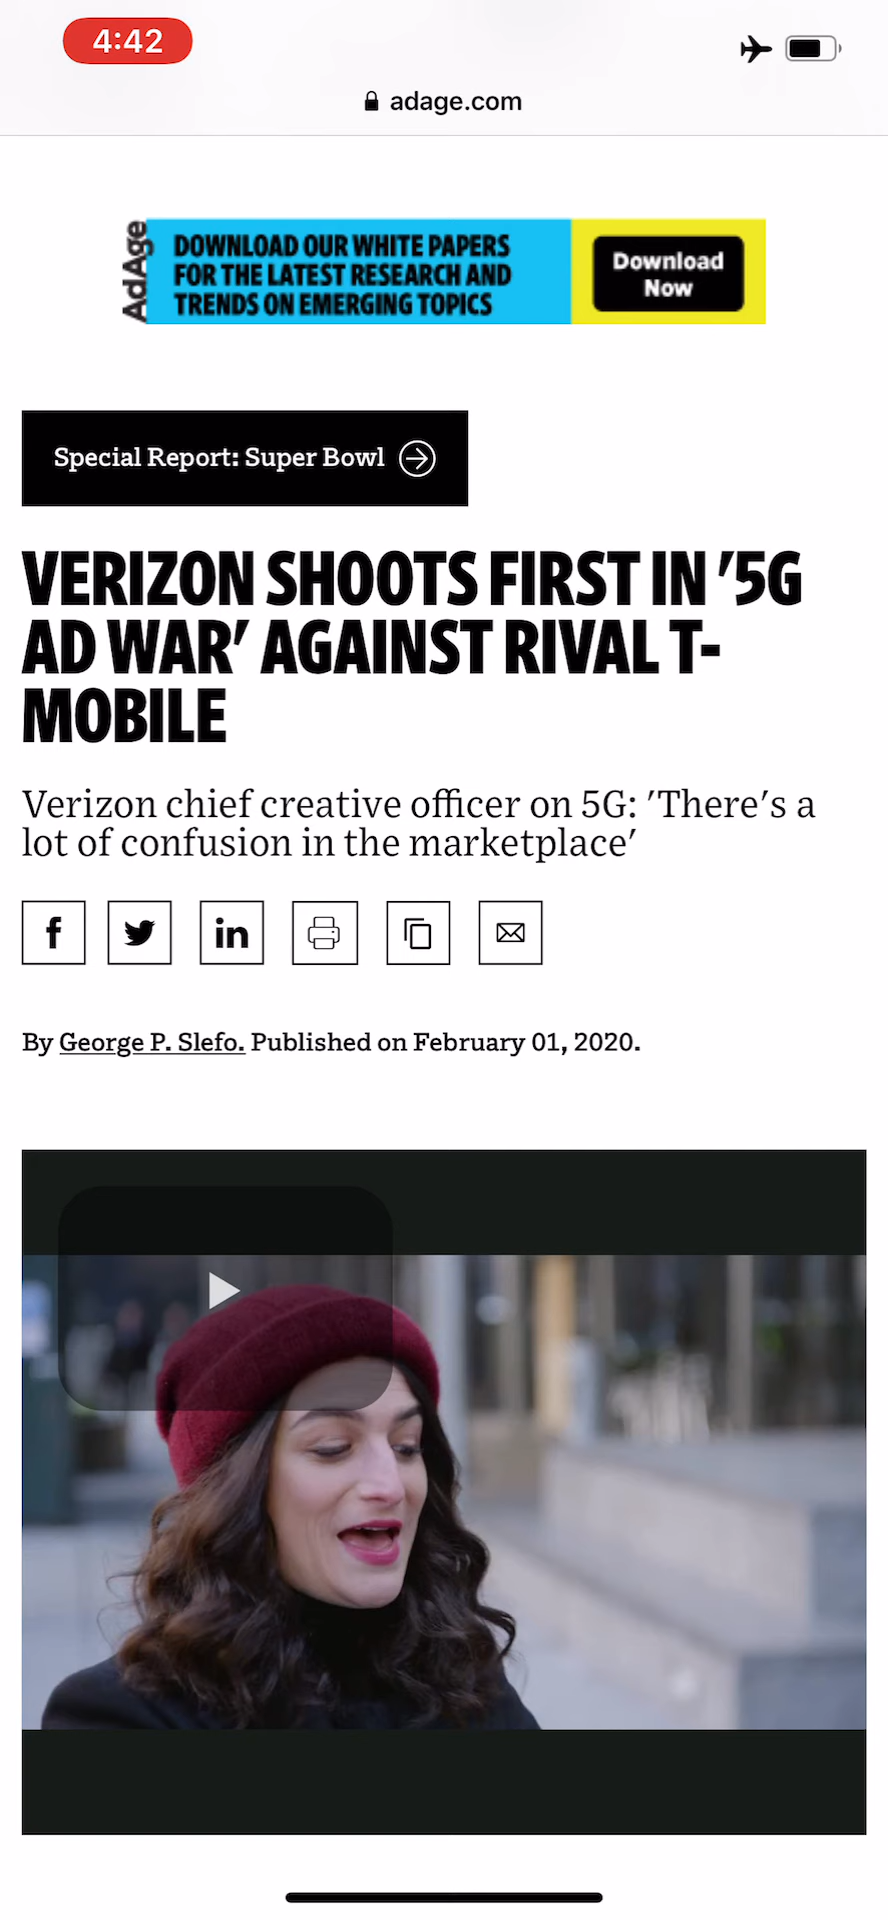 4:42
adage.com
AdAge
DOWNLOAD OUR WHITE PAPERS
FOR THE LATEST RESEARCH AND
TRENDS ON EMERGING TOPICS
Download
Now
Special Report: Super Bowl
VERIZON SHOOTS FIRST IN '5G
AD WAR' AGAINST RIVAL T-
MOBILE
Verizon chief creative officer on 5G: 'There's a
lot of confusion in the marketplace'
By George P. Slefo. Published on February 01, 2020.